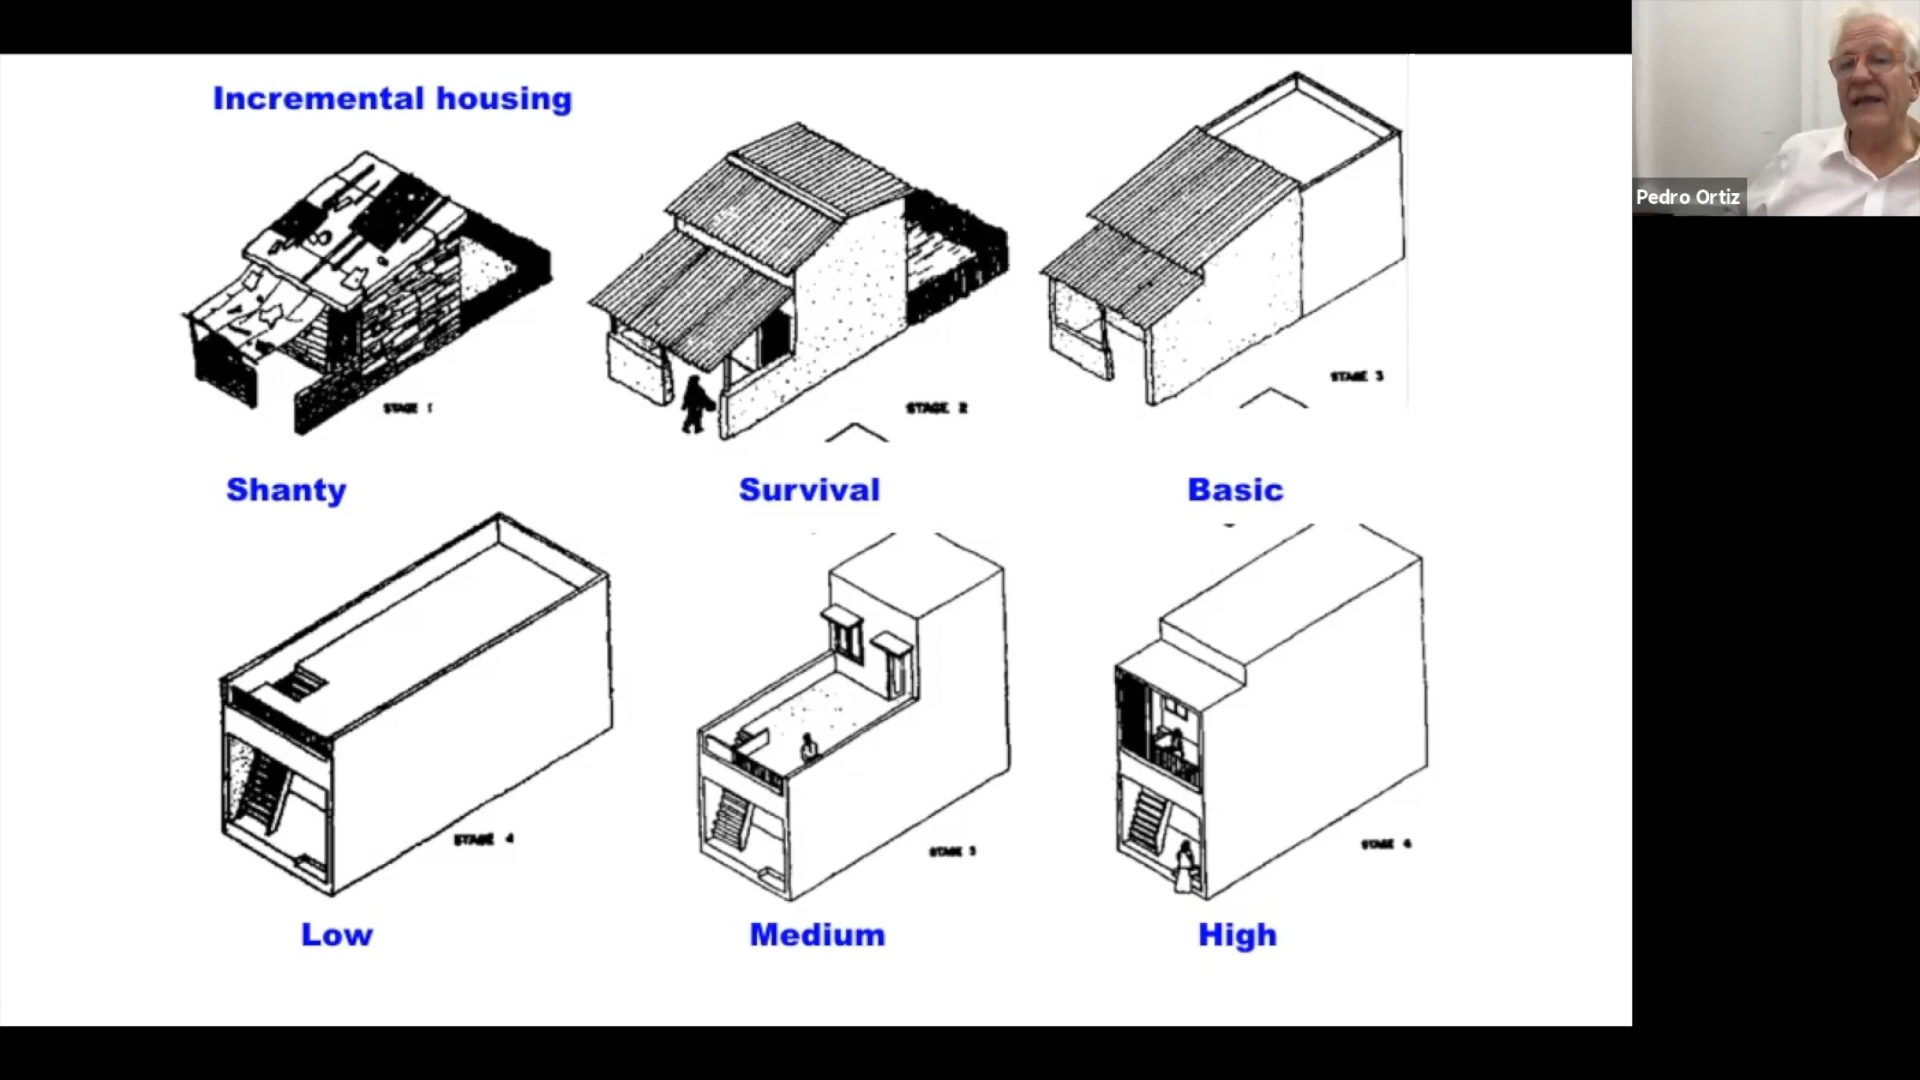 Incremental housing
Pedro Ortiz
STAGE 1
STAGE 2
STAGE 3
Shanty
Survival
Basic
STAGE 4
STAGE 5
STAGE 6
Low
Medium
High